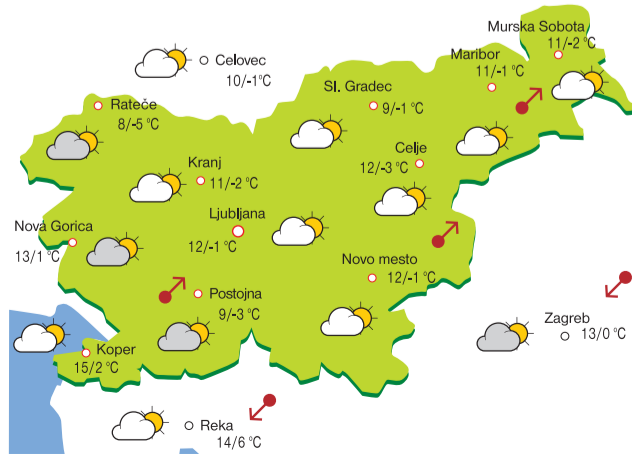 Murska Sobota
11/-2 °C
Maribor
11/-1 °C
Celovec
10/-1°C
Sl. Gradec
9/-1 °C
Rateče
8/-5 °C
Celje
12/-3 °C
Kranj
11/-2 °C
Ljubljana
12/-1 °C
Nová Gorica
13/1 °C
Novo mesto
12/-1 °C
Postojna
9/-3 °C
Zagreb
13/0 °C
Koper
15/2 °C
Reka
14/6 °C